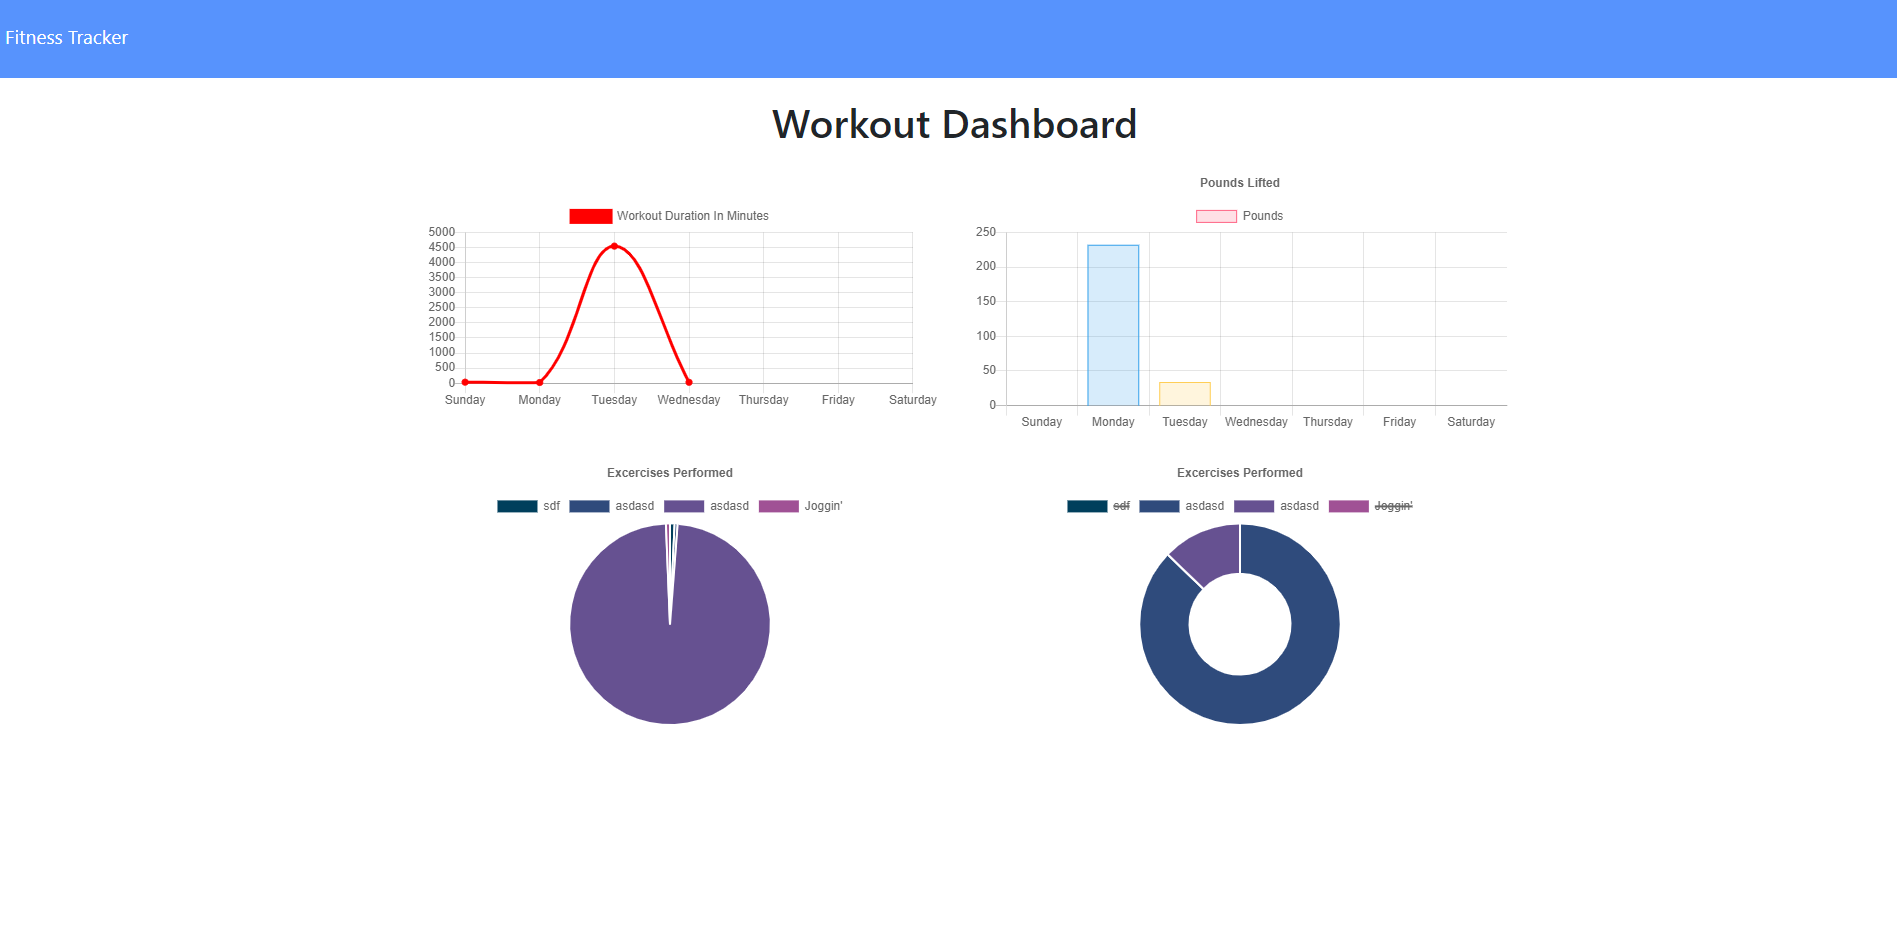 Fitness Tracker
Workout Dashboard
Workout Duration In Minutes
5000
4500
4000
3500
3000
2500
2000
1500
1000
500
0
Sunday Monday Tuesday Wednesday Thursday Friday Saturday
Pounds Lifted
Pounds
250
200
150
100
50
0
Sunday Monday Tuesday Wednesday Thursday Friday Saturday
Excercises Performed
sdf asdasd asdasd Joggin'
Excercises Performed
sdf asdasd asdasd Joggin'